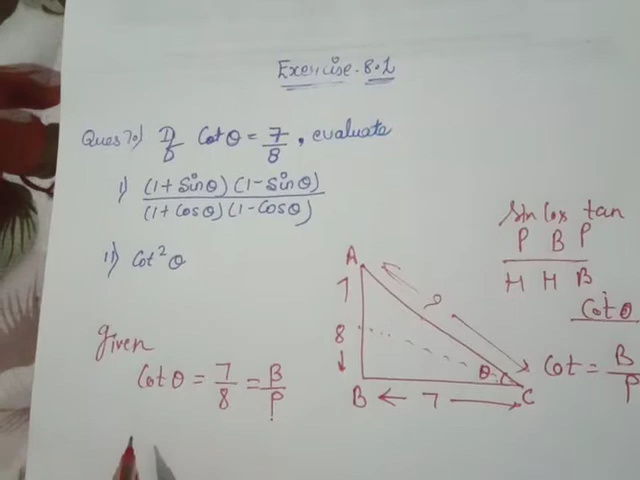 Exercise.8.1
Ques 7.) If Cot θ = 7/8, evaluate
i) (1+Sinθ)(1-Sinθ)
(1+Cosθ)(1-Cosθ)
ii) Cot² θ
Sin Cos tan
P B P
H H B
Cot θ
Cot = B/P
given
Cot θ = 7/8 = B/P
A
?
8
θ
B ← 7 → C